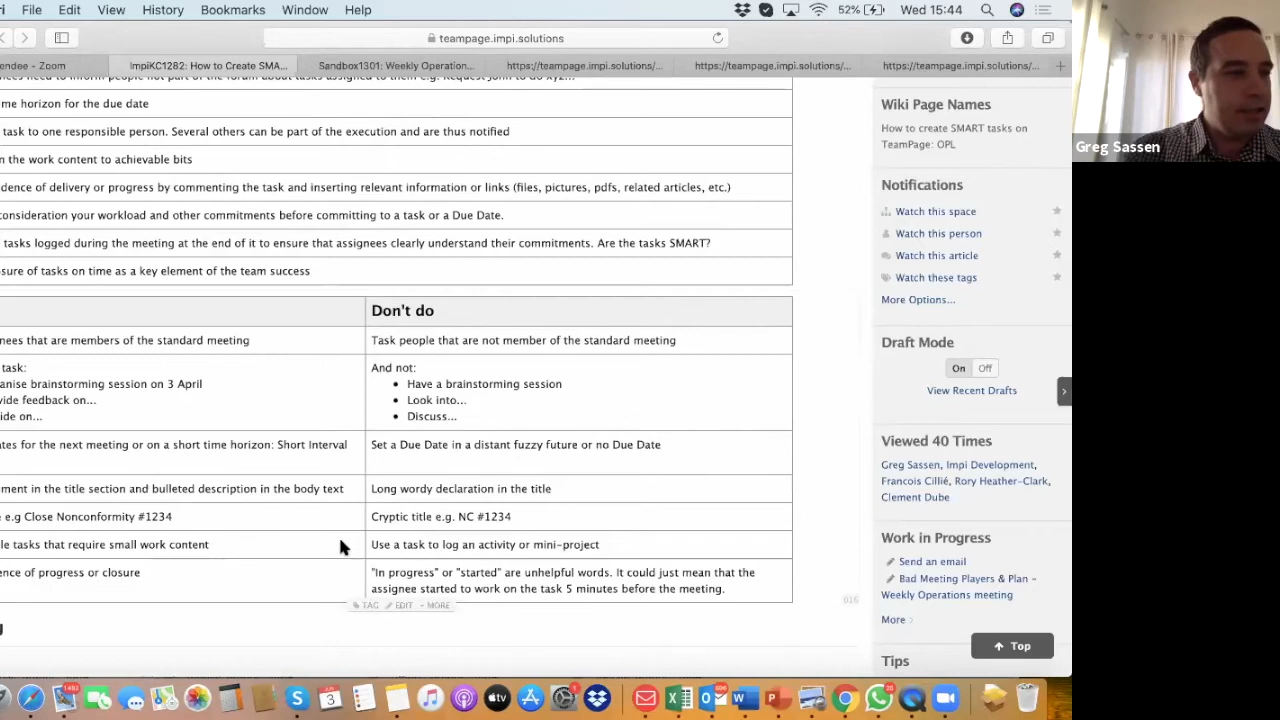 File Edit View History Bookmarks Window Help
52% Wed 15:44
teampage.impi.solutions
endee - Zoom
ImpiKC1282: How to Create SMA...
Sandbox1301: Weekly Operation...
https://teampage.impi.solutions/...
https://teampage.impi.solutions/...
https://teampage.impi.solutions/...
me horizon for the due date
task to one responsible person. Several others can be part of the execution and are thus notified
n the work content to achievable bits
dence of delivery or progress by commenting the task and inserting relevant information or links (files, pictures, pdfs, related articles, etc.)
consideration your workload and other commitments before committing to a task or a Due Date.
tasks logged during the meeting at the end of it to ensure that assignees clearly understand their commitments. Are the tasks SMART?
sure of tasks on time as a key element of the team success
Don't do
nees that are members of the standard meeting
Task people that are not member of the standard meeting
task:
anise brainstorming session on 3 April
vide feedback on...
ide on...
And not:
• Have a brainstorming session
• Look into...
• Discuss...
ates for the next meeting or on a short time horizon: Short Interval
Set a Due Date in a distant fuzzy future or no Due Date
ment in the title section and bulleted description in the body text
Long wordy declaration in the title
e.g Close Nonconformity #1234
Cryptic title e.g. NC #1234
le tasks that require small work content
Use a task to log an activity or mini-project
ence of progress or closure
"In progress" or "started" are unhelpful words. It could just mean that the
assignee started to work on the task 5 minutes before the meeting.
TAG EDIT MORE
Wiki Page Names
How to create SMART tasks on
TeamPage: OPL
Notifications
Watch this space
Watch this person
Watch this article
Watch these tags
More Options...
Draft Mode
On Off
View Recent Drafts
Viewed 40 Times
Greg Sassen, Impi Development,
Francois Cillié, Rory Heather-Clark,
Clement Dube
Work in Progress
Send an email
Bad Meeting Players & Plan -
Weekly Operations meeting
More
Top
Tips
Greg Sassen